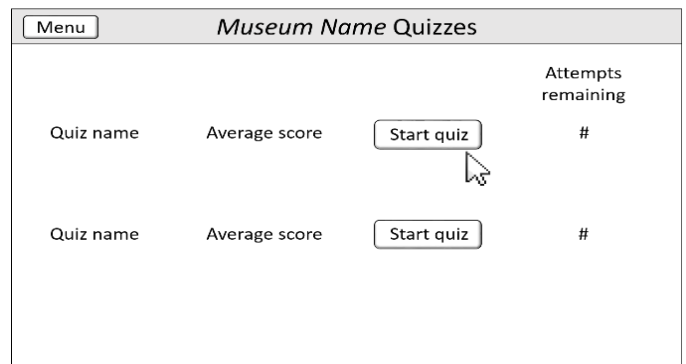 Menu
Museum Name Quizzes
Attempts
remaining
Quiz name Average score Start quiz #
Quiz name Average score Start quiz #